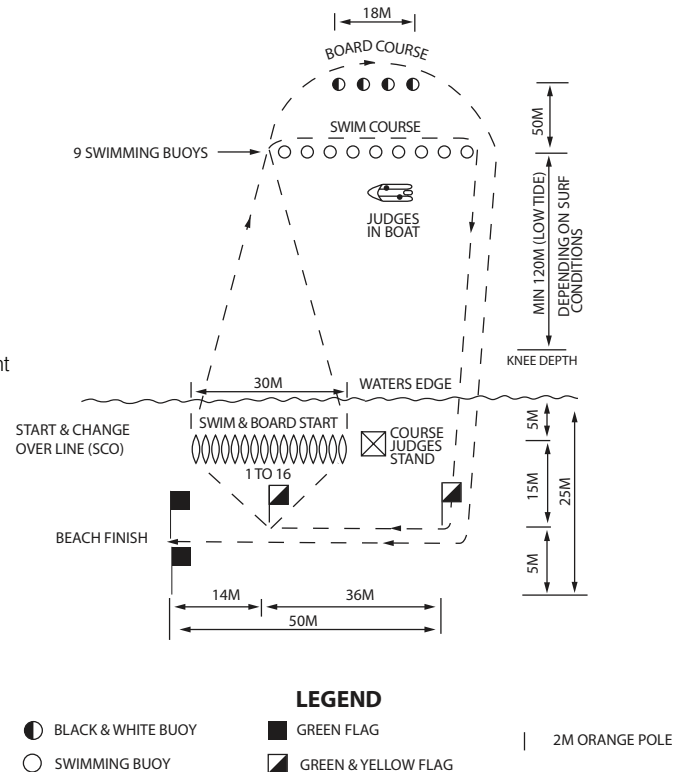 18M
BOARD COURSE
50M
SWIM COURSE
9 SWIMMING BUOYS
JUDGES
IN BOAT
MIN 120M (LOW TIDE)
DEPENDING ON SURF
CONDITIONS
KNEE DEPTH
nt
30M
WATERS EDGE
START & CHANGE
OVER LINE (SCO)
SWIM & BOARD START
COURSE
JUDGES
STAND
1 TO 16
5M
15M
25M
BEACH FINISH
5M
14M
36M
50M
LEGEND
BLACK & WHITE BUOY
GREEN FLAG
2M ORANGE POLE
SWIMMING BUOY
GREEN & YELLOW FLAG